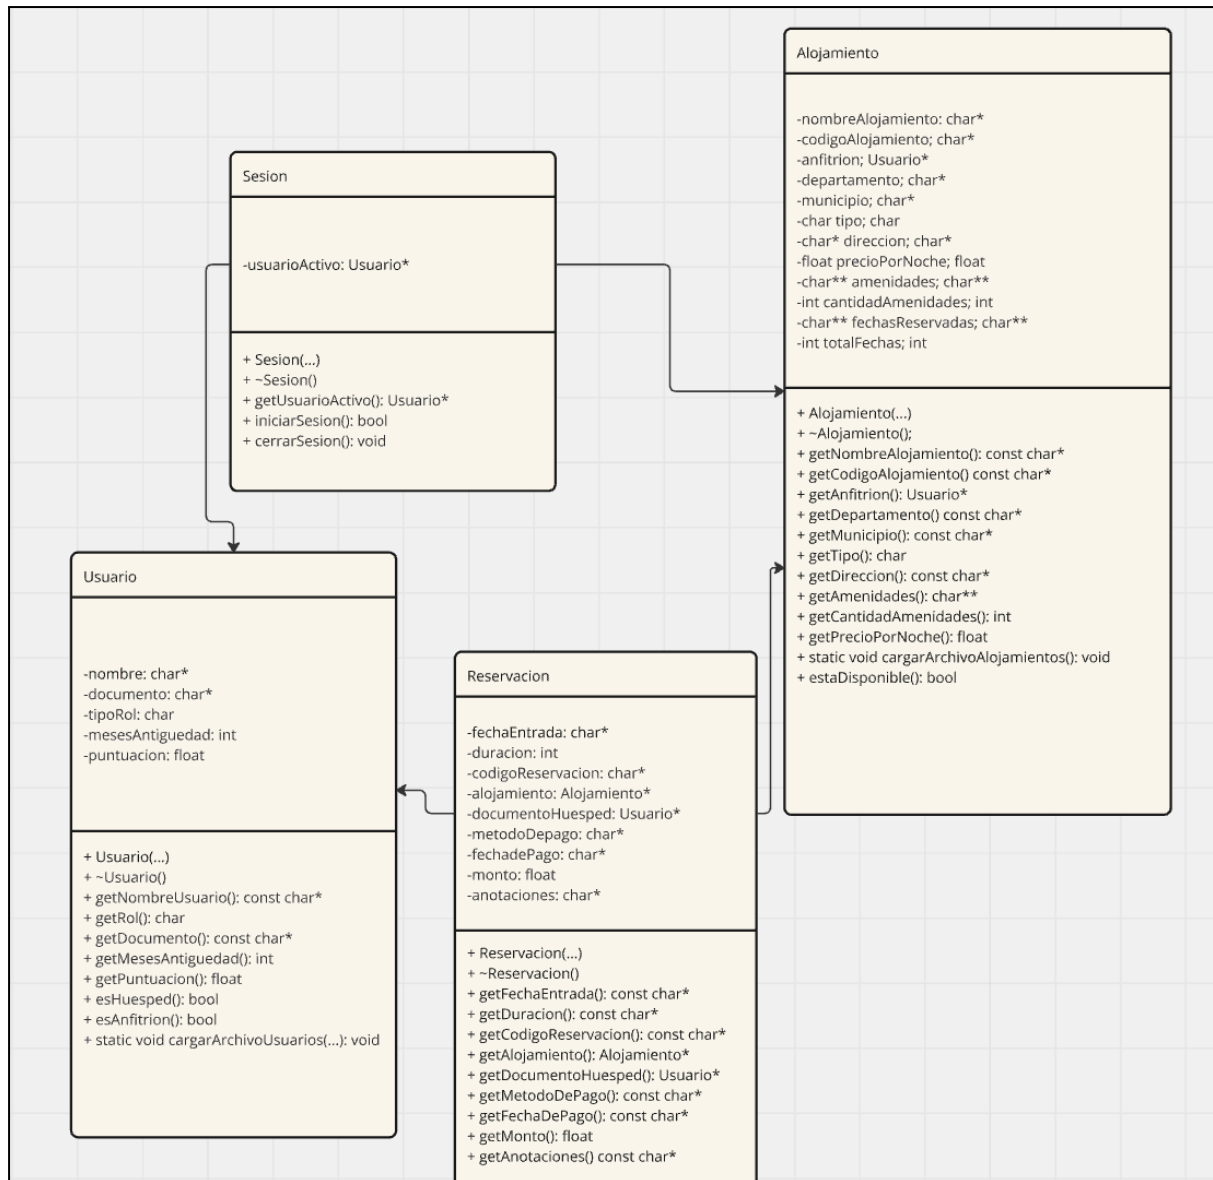 Alojamiento
-nombreAlojamiento: char*
-codigoAlojamiento; char*
-anfitrion; Usuario*
-departamento; char*
-municipio; char*
-char tipo; char
-char* direccion; char*
-float precioPorNoche; float
-char** amenidades; char**
-int cantidadAmenidades; int
-char** fechasReservadas; char**
-int totalFechas; int
+ Alojamiento(...)
+ ~Alojamiento();
+ getNombreAlojamiento(): const char*
+ getCodigoAlojamiento() const char*
+ getAnfitrion(): Usuario*
+ getDepartamento() const char*
+ getMunicipio(): const char*
+ getTipo(): char
+ getDireccion(): const char*
+ getAmenidades(): char**
+ getCantidadAmenidades(): int
+ getPrecioPorNoche(): float
+ static void cargarArchivoAlojamientos(): void
+ estaDisponible(): bool
Sesion
-usuarioActivo: Usuario*
+ Sesion(...)
+ ~Sesion()
+ getUsuarioActivo(): Usuario*
+ iniciarSesion(): bool
+ cerrarSesion(): void
Usuario
-nombre: char*
-documento: char*
-tipoRol: char
-mesesAntiguedad: int
-puntuacion: float
+ Usuario(...)
+ ~Usuario()
+ getNombreUsuario(): const char*
+ getRol(): char
+ getDocumento(): const char*
+ getMesesAntiguedad(): int
+ getPuntuacion(): float
+ esHuesped(): bool
+ esAnfitrion(): bool
+ static void cargarArchivoUsuarios(...): void
Reservacion
-fechaEntrada: char*
-duracion: int
-codigoReservacion: char*
-alojamiento: Alojamiento*
-documentoHuesped: Usuario*
-metodoDepago: char*
-fechadePago: char*
-monto: float
-anotaciones: char*
+ Reservacion(...)
+ ~Reservacion()
+ getFechaEntrada(): const char*
+ getDuracion(): const char*
+ getCodigoReservacion(): const char*
+ getAlojamiento(): Alojamiento*
+ getDocumentoHuesped(): Usuario*
+ getMetodoDePago(): const char*
+ getFechaDePago(): const char*
+ getMonto(): float
+ getAnotaciones() const char*